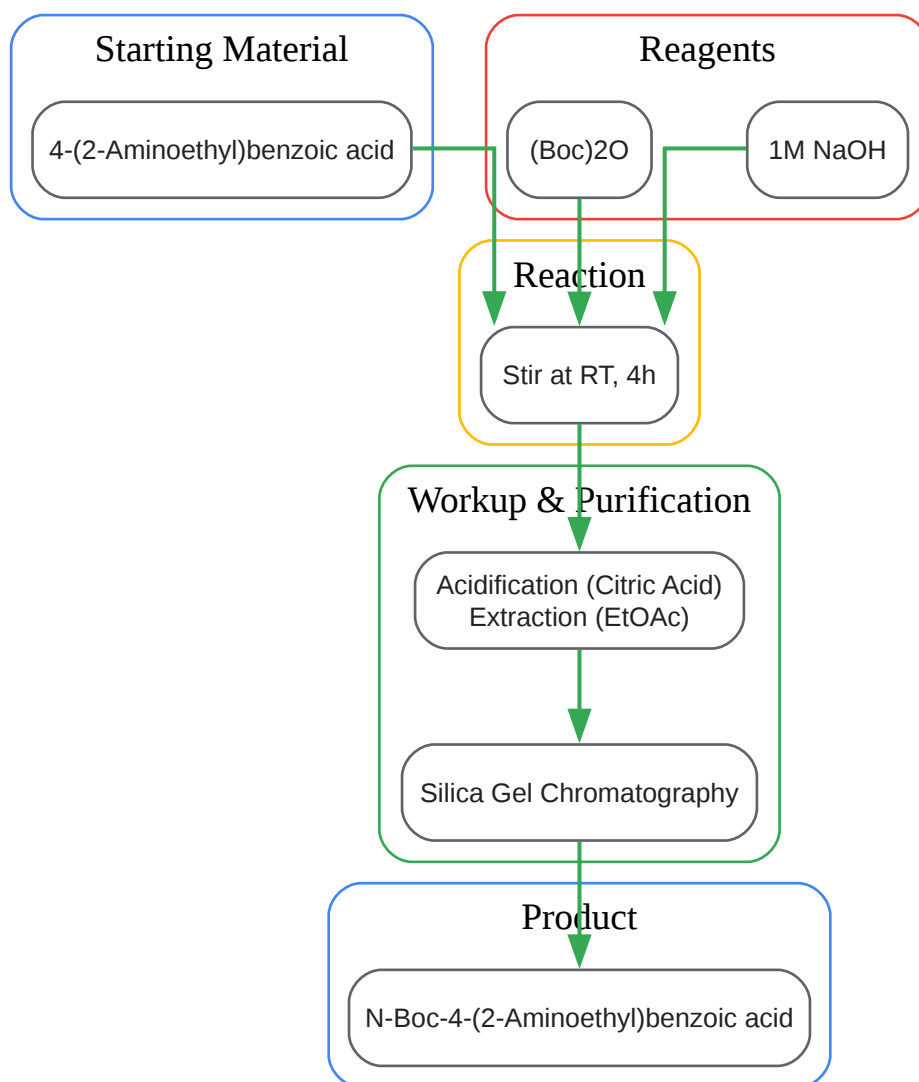 Starting Material
Reagents
4-(2-Aminoethyl)benzoic acid
(Boc)2O
1M NaOH
Reaction
Stir at RT, 4h
Workup & Purification
Acidification (Citric Acid)
Extraction (EtOAc)
Silica Gel Chromatography
Product
N-Boc-4-(2-Aminoethyl)benzoic acid